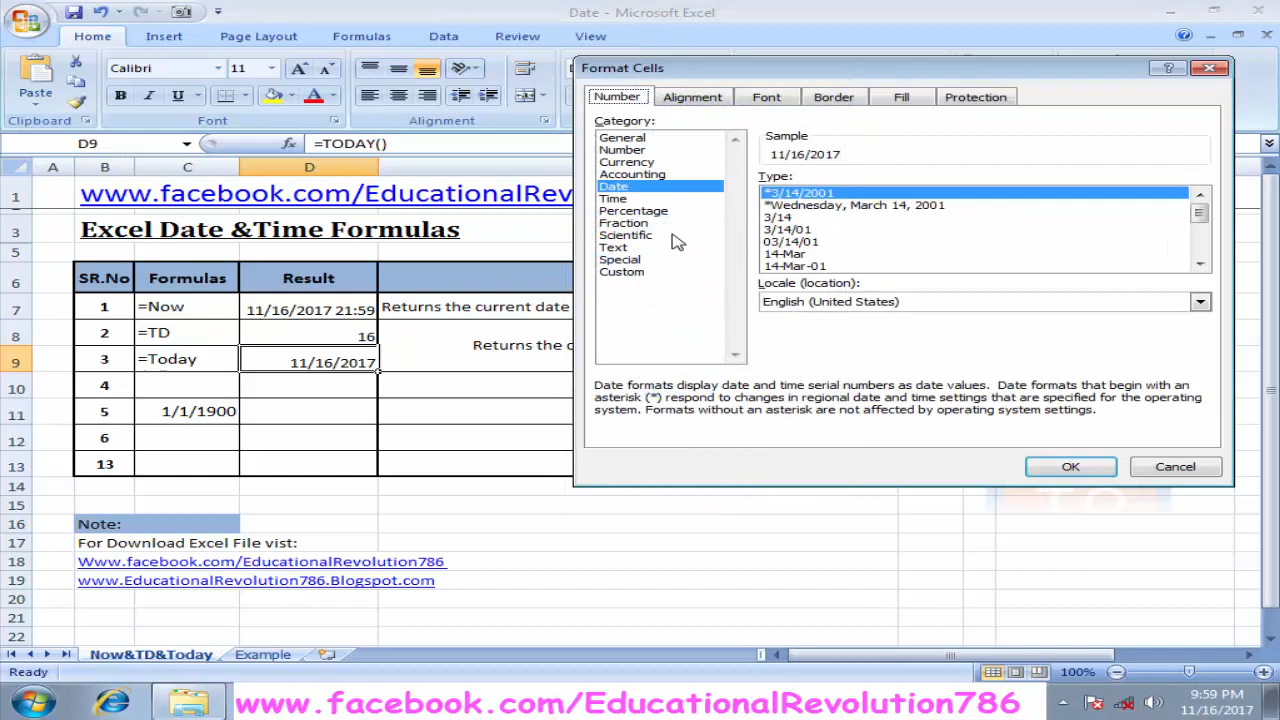 Date - Microsoft Excel
Home Insert Page Layout Formulas Data Review View
Paste
Calibri 11
Clipboard Font Alignment
D9 fx =TODAY()
A B C D
1 www.facebook.com/EducationalRev
3 Excel Date &Time Formulas
5
6 SR.No Formulas Result
7 1 =Now 11/16/2017 21:59 Returns the current date
8 2 =TD 16 Returns the c
9 3 =Today 11/16/2017
10 4
11 5 1/1/1900
12 6
13 13
14
15
16 Note:
17 For Download Excel File vist:
18 Www.facebook.com/EducationalRevolution786
19 www.EducationalRevolution786.Blogspot.com
20
21
22
Format Cells
Number Alignment Font Border Fill Protection
Category:
General
Number
Currency
Accounting
Date
Time
Percentage
Fraction
Scientific
Text
Special
Custom
Sample
11/16/2017
Type:
*3/14/2001
*Wednesday, March 14, 2001
3/14
3/14/01
03/14/01
14-Mar
14-Mar-01
Locale (location):
English (United States)
Date formats display date and time serial numbers as date values. Date formats that begin with an
asterisk (*) respond to changes in regional date and time settings that are specified for the operating
system. Formats without an asterisk are not affected by operating system settings.
OK Cancel
Now&TD&Today Example
Ready 100%
www.facebook.com/EducationalRevolution786
9:59 PM
11/16/2017